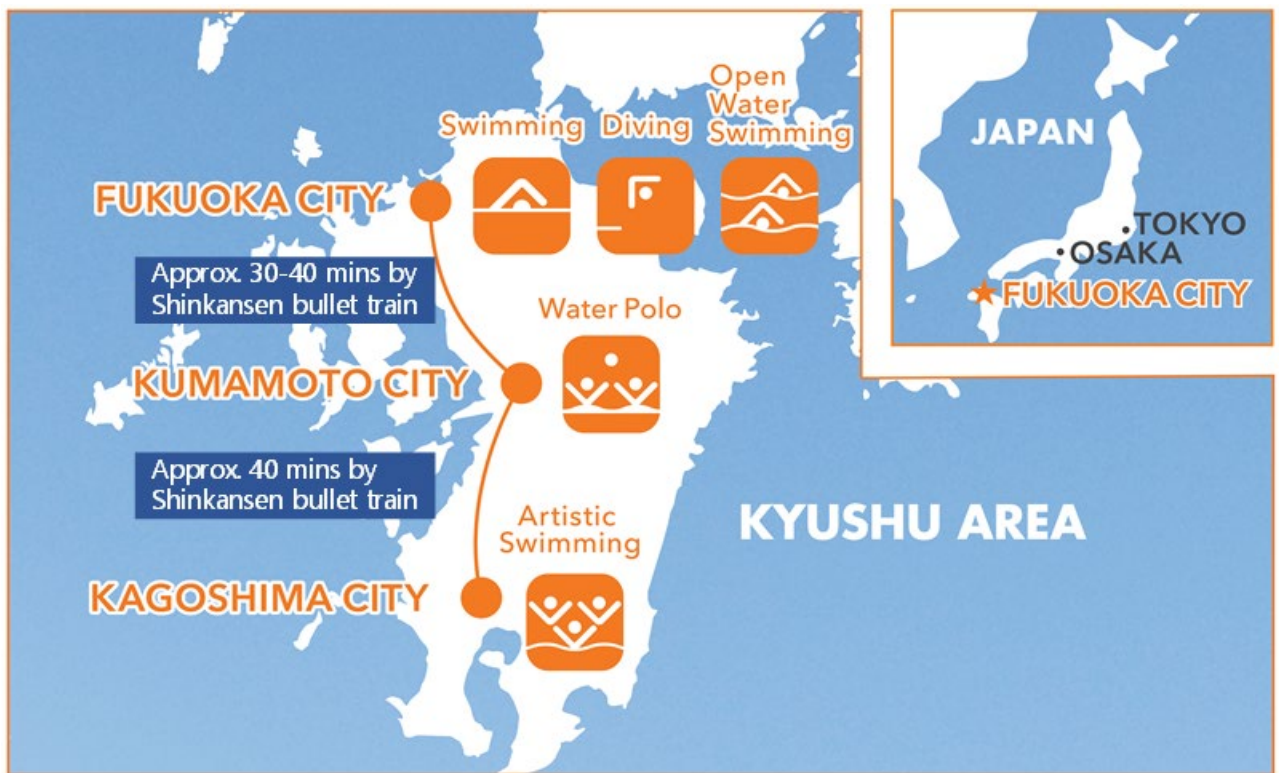 Swimming
Diving
Open
Water
Swimming
FUKUOKA CITY
Approx. 30-40 mins by
Shinkansen bullet train
Water Polo
KUMAMOTO CITY
Approx. 40 mins by
Shinkansen bullet train
Artistic
Swimming
KAGOSHIMA CITY
KYUSHU AREA
JAPAN
TOKYO
OSAKA
FUKUOKA CITY